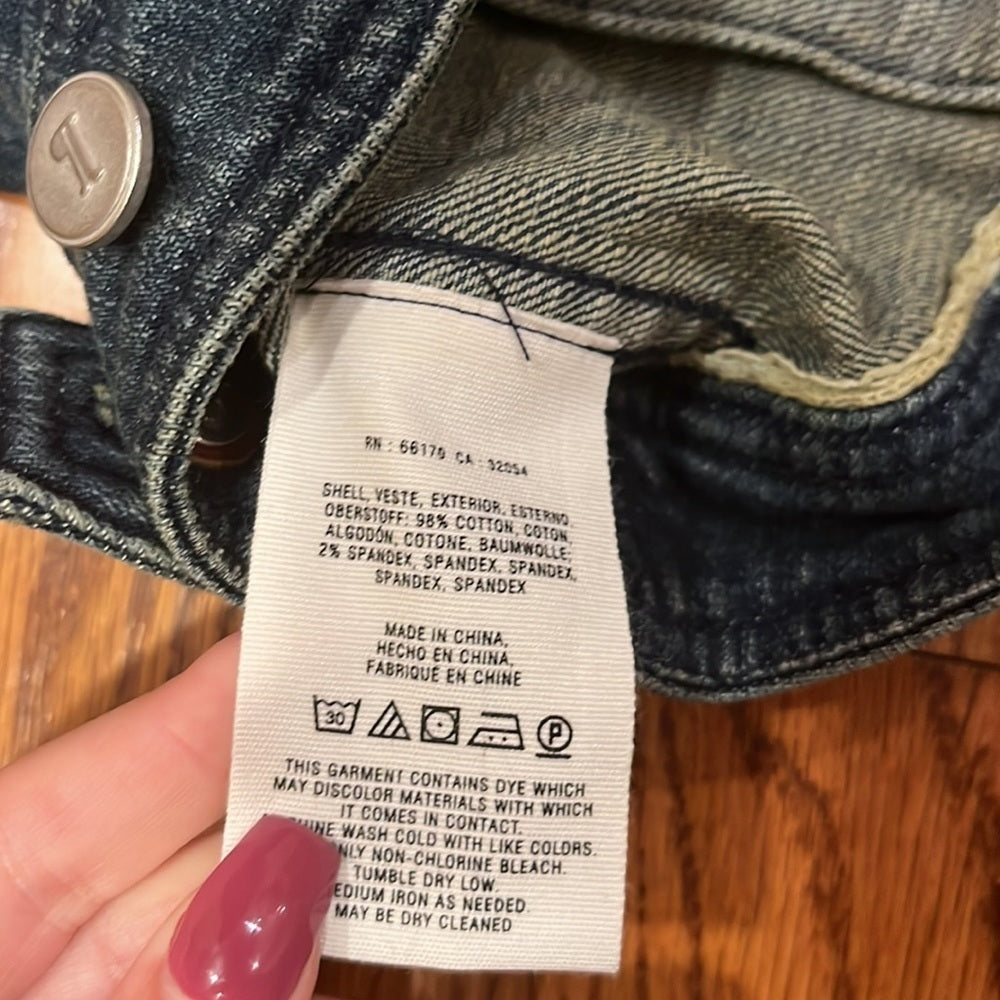 RN : 66170 CA : 32054
SHELL, VESTE, EXTERIOR, ESTERNO,
OBERSTOFF: 98% COTTON, COTON,
ALGODÓN, COTONE, BAUMWOLLE;
2% SPANDEX, SPANDEX, SPANDEX,
SPANDEX, SPANDEX
MADE IN CHINA,
HECHO EN CHINA,
FABRIQUÉ EN CHINE
30
P
THIS GARMENT CONTAINS DYE WHICH
MAY DISCOLOR MATERIALS WITH WHICH
IT COMES IN CONTACT.
WASH COLD WITH LIKE COLORS.
NON-CHLORINE BLEACH.
TUMBLE DRY LOW.
IRON AS NEEDED.
MAY BE DRY CLEANED